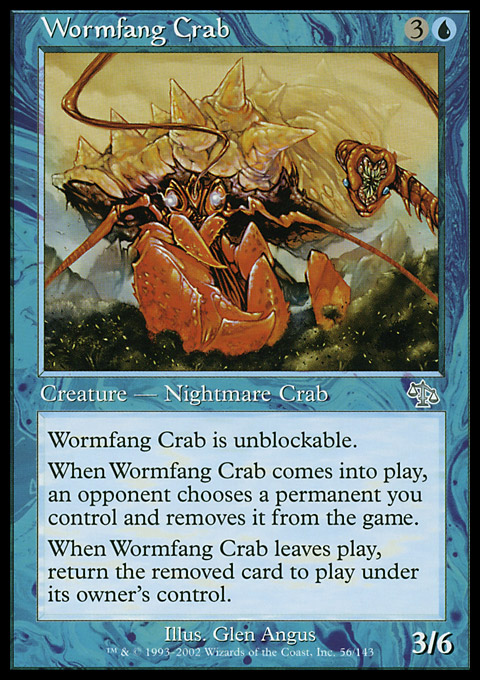 Wormfang Crab 3
Creature — Nightmare Crab
Wormfang Crab is unblockable.
When Wormfang Crab comes into play,
an opponent chooses a permanent you
control and removes it from the game.
When Wormfang Crab leaves play,
return the removed card to play under
its owner's control.
Illus. Glen Angus
™ & © 1993–2002 Wizards of the Coast, Inc. 56/143
3/6